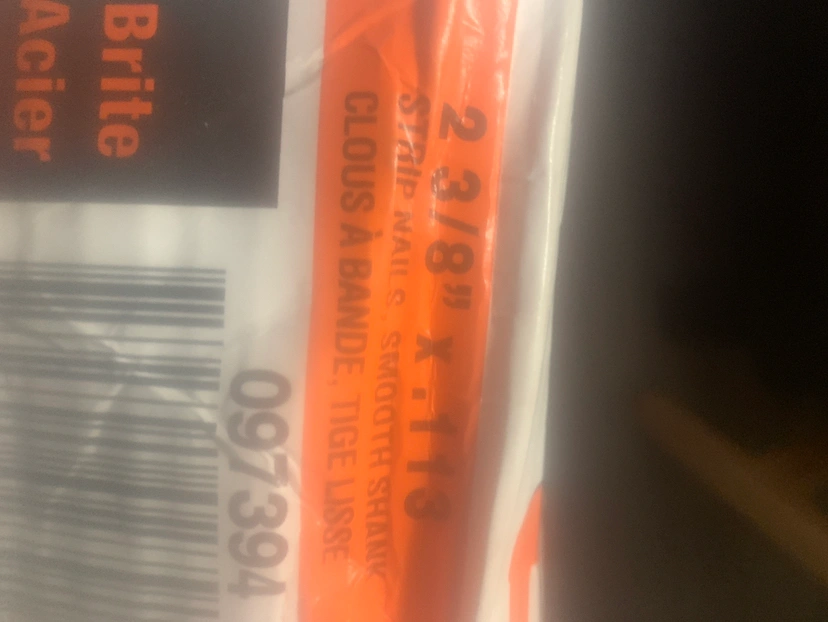 2 3/8" X .113
STRIP NAILS, SMOOTH SHANK
CLOUS À BANDE, TIGE LISSE
Brite
Acier
097394